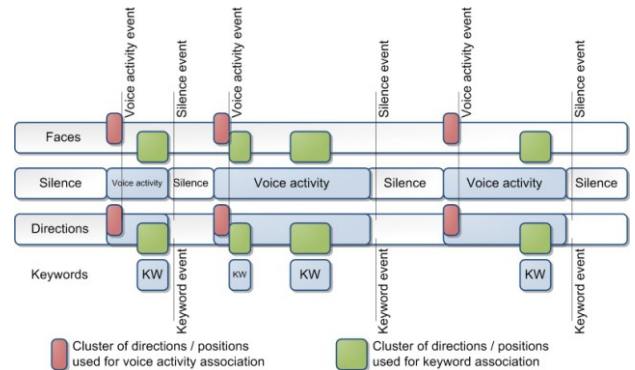 Voice activity event
Silence event
Voice activity event
Silence event
Voice activity event
Silence event
Faces
Silence
Voice activity
Silence
Voice activity
Silence
Voice activity
Silence
Directions
Keywords
KW
KW
KW
KW
Keyword event
Keyword event
Keyword event
Cluster of directions / positions
used for voice activity association
Cluster of directions / positions
used for keyword association